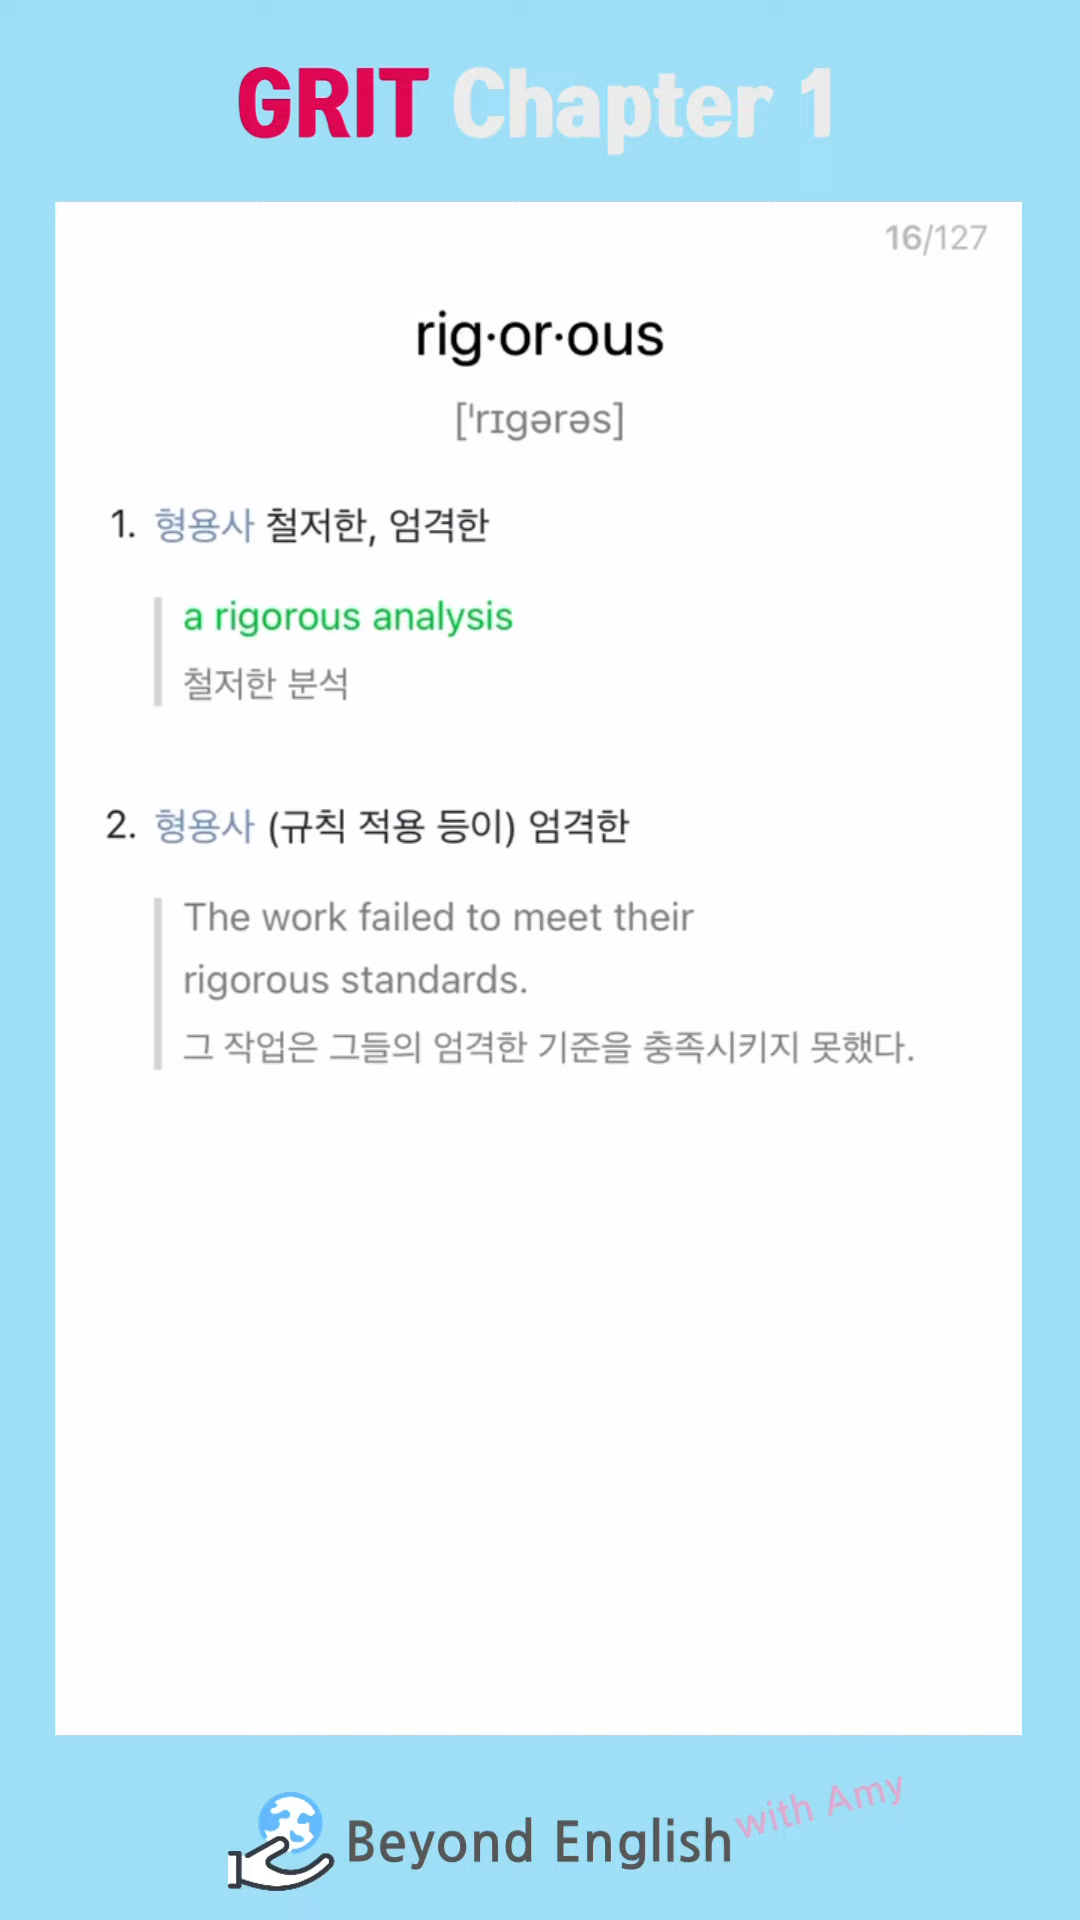 GRIT Chapter 1
16/127
rig·or·ous
[ˈrɪgərəs]
1. 형용사 철저한, 엄격한
a rigorous analysis
철저한 분석
2. 형용사 (규칙 적용 등이) 엄격한
The work failed to meet their
rigorous standards.
그 작업은 그들의 엄격한 기준을 충족시키지 못했다.
Beyond English with Amy